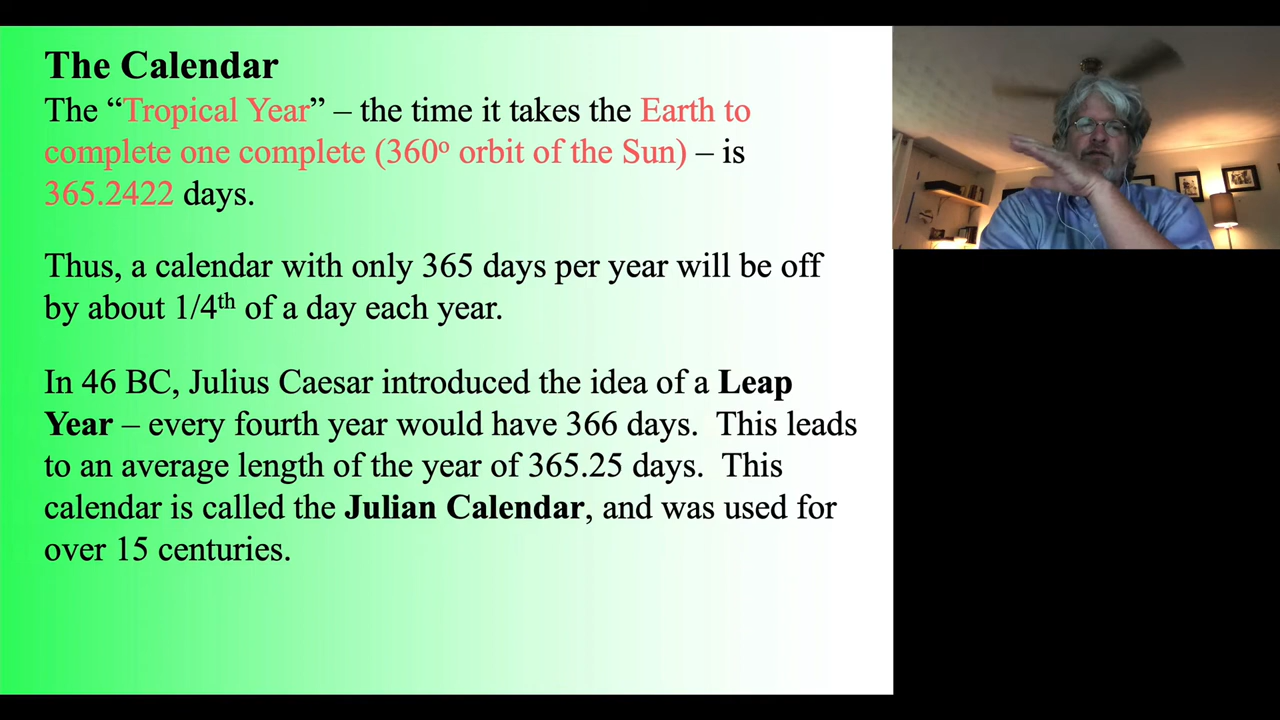 The Calendar
The “Tropical Year” – the time it takes the Earth to
complete one complete (360º orbit of the Sun) – is
365.2422 days.
Thus, a calendar with only 365 days per year will be off
by about 1/4th of a day each year.
In 46 BC, Julius Caesar introduced the idea of a Leap
Year – every fourth year would have 366 days.  This leads
to an average length of the year of 365.25 days.  This
calendar is called the Julian Calendar, and was used for
over 15 centuries.